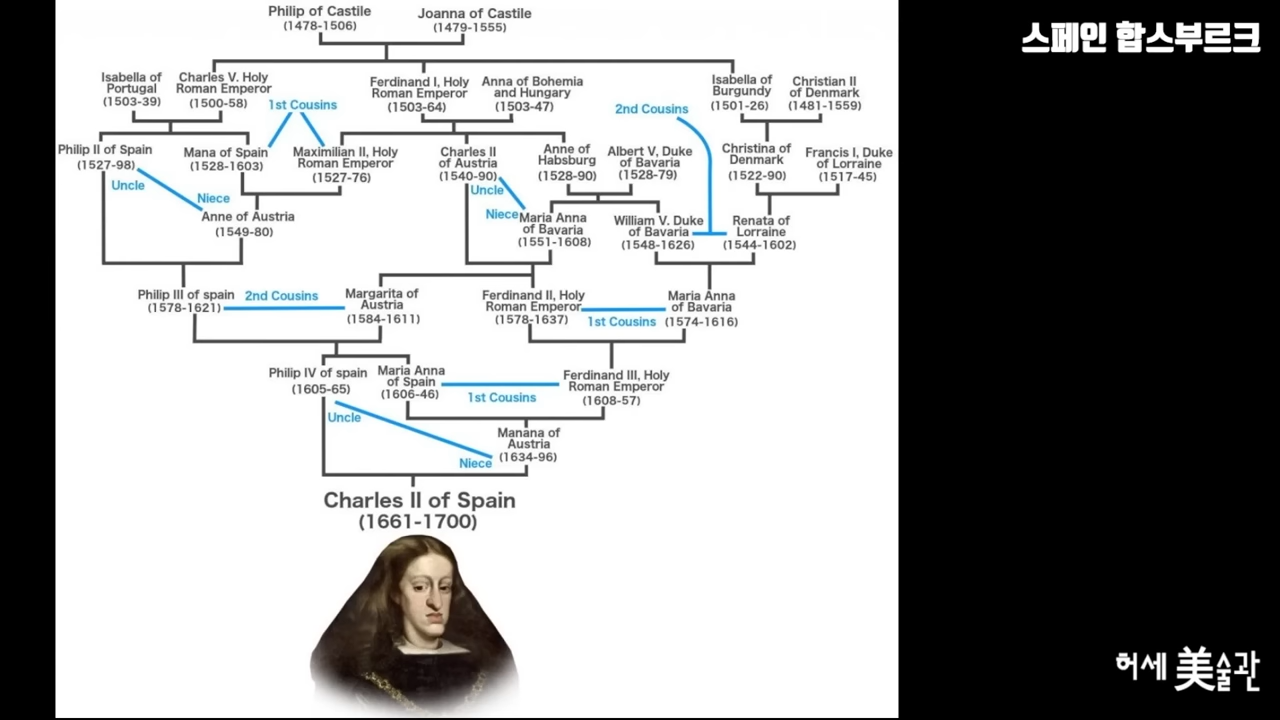 Philip of Castile
(1478-1506)
Joanna of Castile
(1479-1555)
스페인 합스부르크
Isabella of
Portugal
(1503-39)
Charles V. Holy
Roman Emperor
(1500-58)
1st Cousins
Ferdinand I, Holy
Roman Emperor
(1503-64)
Anna of Bohemia
and Hungary
(1503-47)
2nd Cousins
Isabella of
Burgundy
(1501-26)
Christian II
of Denmark
(1481-1559)
Philip II of Spain
(1527-98)
Mana of Spain
(1528-1603)
Maximilian II, Holy
Roman Emperor
(1527-76)
Charles II
of Austria
(1540-90)
Anne of
Habsburg
(1528-90)
Albert V, Duke
of Bavaria
(1528-79)
Christina of
Denmark
(1522-90)
Francis I, Duke
of Lorraine
(1517-45)
Uncle
Niece
Anne of Austria
(1549-80)
Uncle
Niece
Maria Anna
of Bavaria
(1551-1608)
William V. Duke
of Bavaria
(1548-1626)
Renata of
Lorraine
(1544-1602)
Philip III of spain
(1578-1621)
2nd Cousins
Margarita of
Austria
(1584-1611)
Ferdinand II, Holy
Roman Emperor
(1578-1637)
1st Cousins
Maria Anna
of Bavaria
(1574-1616)
Philip IV of spain
(1605-65)
Maria Anna
of Spain
(1606-46)
1st Cousins
Ferdinand III, Holy
Roman Emperor
(1608-57)
Uncle
Niece
Manana of
Austria
(1634-96)
Charles II of Spain
(1661-1700)
허세 美술관